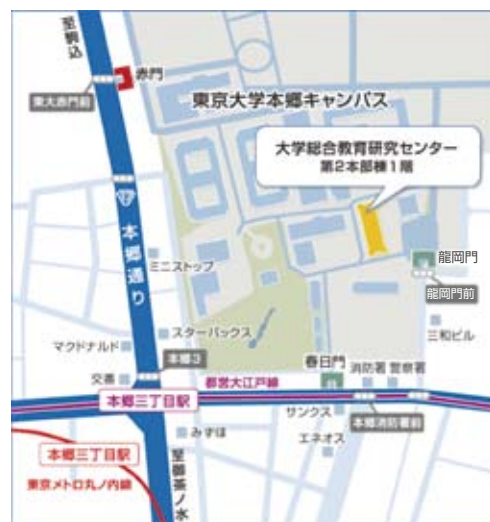 至駒込
赤門
東大赤門前
東京大学本郷キャンパス
大学総合教育研究センター
第2本部棟1階
本郷通り
ミニストップ
龍岡門
龍岡門前
スターバックス
三和ビル
マクドナルド
本郷3
春日門
消防署
警察署
交番
都営大江戸線
本郷三丁目駅
サンクス
本郷消防署前
みずほ
エネオス
本郷三丁目駅
東京メトロ丸ノ内線
至御茶ノ水